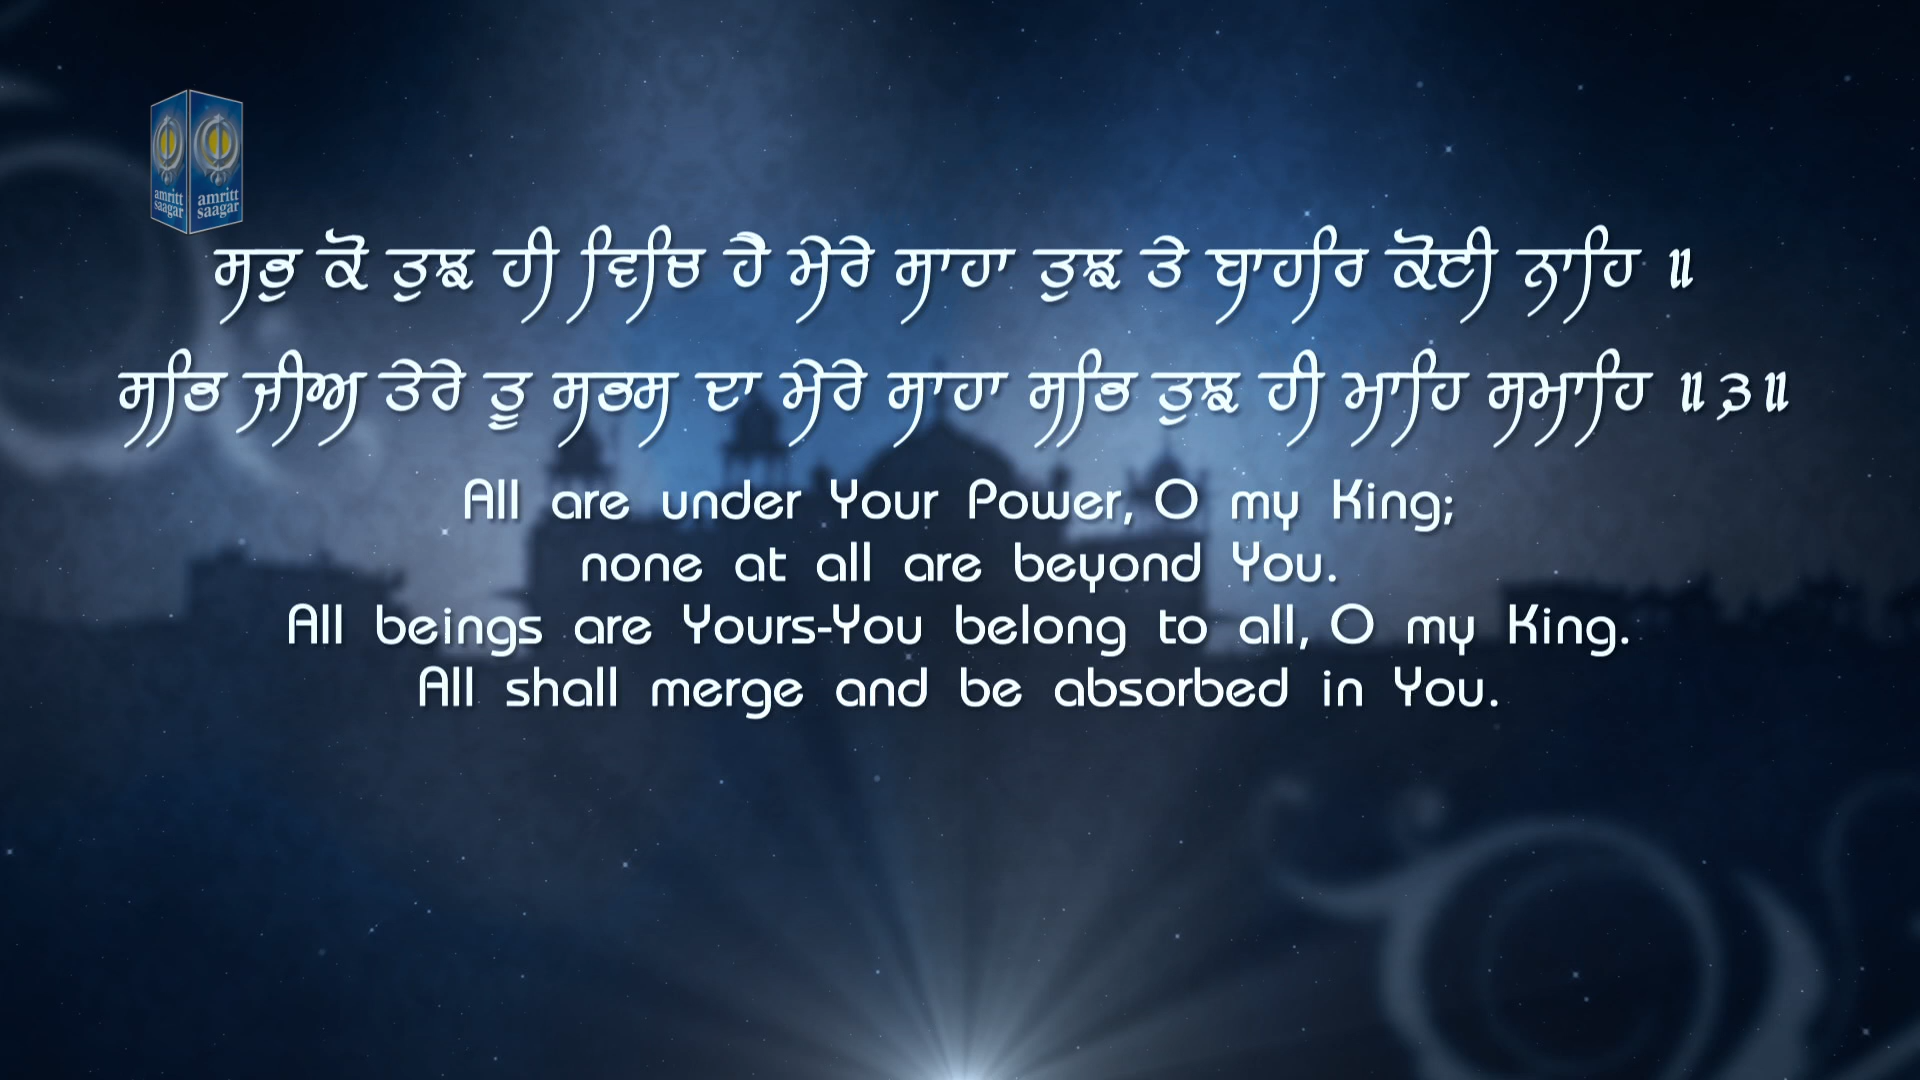 amritt
saagar
amritt
saagar
ਸਭੁ ਕੋ ਤੁਝ ਹੀ ਵਿਚਿ ਹੈ ਮੇਰੇ ਸਾਹਾ ਤੁਝ ਤੇ ਬਾਹਰਿ ਕੋਈ ਨਾਹਿ ॥
ਸਭਿ ਜੀਅ ਤੇਰੇ ਤੂ ਸਭਸ ਦਾ ਮੇਰੇ ਸਾਹਾ ਸਭਿ ਤੁਝ ਹੀ ਮਾਹਿ ਸਮਾਹਿ ॥੩॥
All are under Your Power, O my King;
none at all are beyond You.
All beings are Yours-You belong to all, O my King.
All shall merge and be absorbed in You.